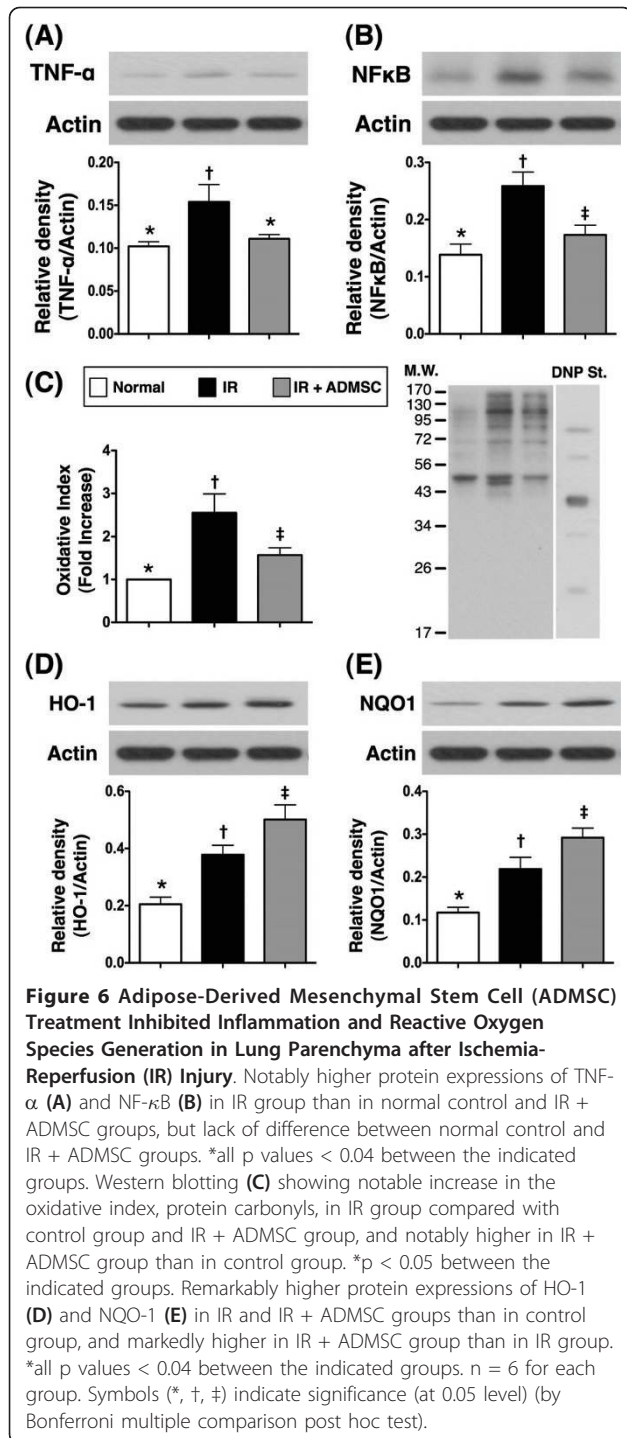 (A)
TNF-α
Actin
Relative density
(TNF-α/Actin)
0.20
0.15
0.10
0.05
0.00
*
†
*
(B)
NFκB
Actin
Relative density
(NFκB/Actin)
0.3
0.2
0.1
0.0
*
†
‡
(C)
Normal IR IR + ADMSC
Oxidative Index
(Fold Increase)
4
3
2
1
0
*
†
‡
M.W. DNP St.
170
130
95
72
56
43
34
26
17
(D)
HO-1
Actin
Relative density
(HO-1/Actin)
0.6
0.4
0.2
0.0
*
†
‡
(E)
NQO1
Actin
Relative density
(NQO1/Actin)
0.4
0.3
0.2
0.1
0.0
*
†
‡
Figure 6 Adipose-Derived Mesenchymal Stem Cell (ADMSC)
Treatment Inhibited Inflammation and Reactive Oxygen
Species Generation in Lung Parenchyma after Ischemia-
Reperfusion (IR) Injury. Notably higher protein expressions of TNF-
α (A) and NF-κB (B) in IR group than in normal control and IR +
ADMSC groups, but lack of difference between normal control and
IR + ADMSC groups. *all p values < 0.04 between the indicated
groups. Western blotting (C) showing notable increase in the
oxidative index, protein carbonyls, in IR group compared with
control group and IR + ADMSC group, and notably higher in IR +
ADMSC group than in control group. *p < 0.05 between the
indicated groups. Remarkably higher protein expressions of HO-1
(D) and NQO-1 (E) in IR and IR + ADMSC groups than in control
group, and markedly higher in IR + ADMSC group than in IR group.
*all p values < 0.04 between the indicated groups. n = 6 for each
group. Symbols (*, †, ‡) indicate significance (at 0.05 level) (by
Bonferroni multiple comparison post hoc test).